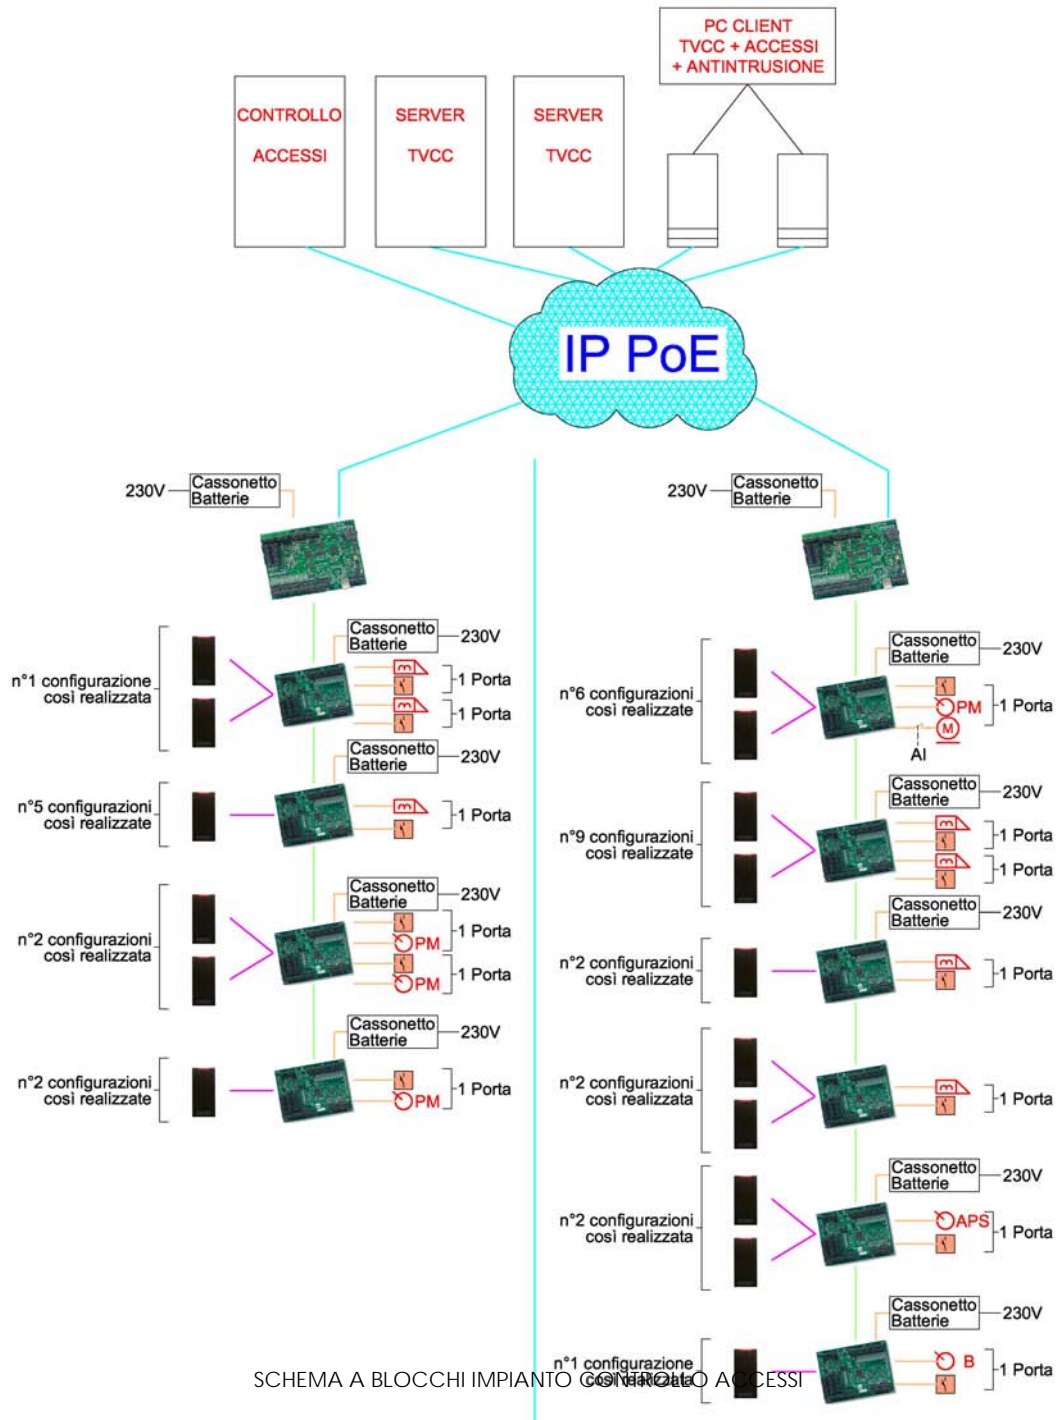 PC CLIENT
TVCC + ACCESSI
+ ANTINTRUSIONE
CONTROLLO
ACCESSI
SERVER
TVCC
SERVER
TVCC
IP PoE
230V
Cassonetto
Batterie
n°1 configurazione
così realizzata
Cassonetto
Batterie
230V
1 Porta
1 Porta
n°5 configurazioni
così realizzate
Cassonetto
Batterie
230V
1 Porta
n°2 configurazioni
così realizzata
Cassonetto
Batterie
230V
1 Porta
PM
1 Porta
PM
n°2 configurazioni
così realizzate
Cassonetto
Batterie
230V
1 Porta
PM
230V
Cassonetto
Batterie
n°6 configurazioni
così realizzate
Cassonetto
Batterie
230V
PM
1 Porta
M
AI
n°9 configurazioni
così realizzate
Cassonetto
Batterie
230V
1 Porta
1 Porta
n°2 configurazioni
così realizzate
Cassonetto
Batterie
230V
1 Porta
n°2 configurazioni
così realizzata
1 Porta
n°2 configurazioni
così realizzata
Cassonetto
Batterie
230V
APS
1 Porta
n°1 configurazione
così realizzata
Cassonetto
Batterie
230V
B
1 Porta
SCHEMA A BLOCCHI IMPIANTO CONTROLLO ACCESSI